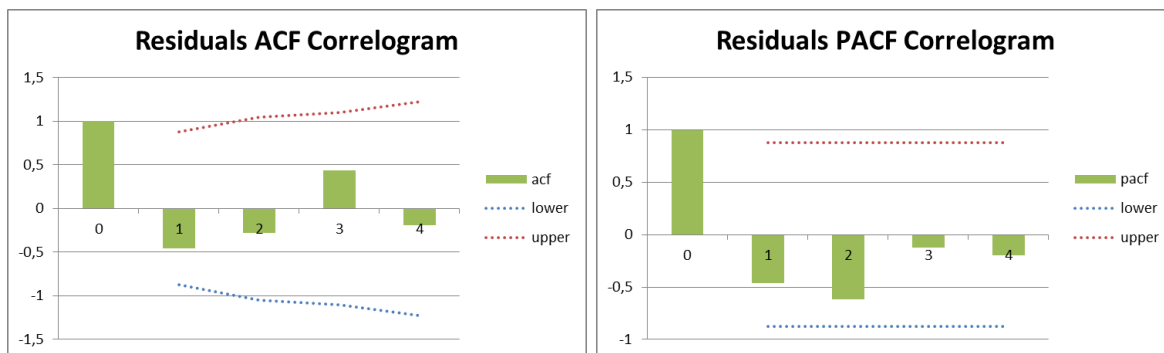 Residuals ACF Correlogram
1,5
1
0,5
0
-0,5
-1
-1,5
0 1 2 3 4
acf
lower
upper
Residuals PACF Correlogram
1,5
1
0,5
0
-0,5
-1
0 1 2 3 4
pacf
lower
upper